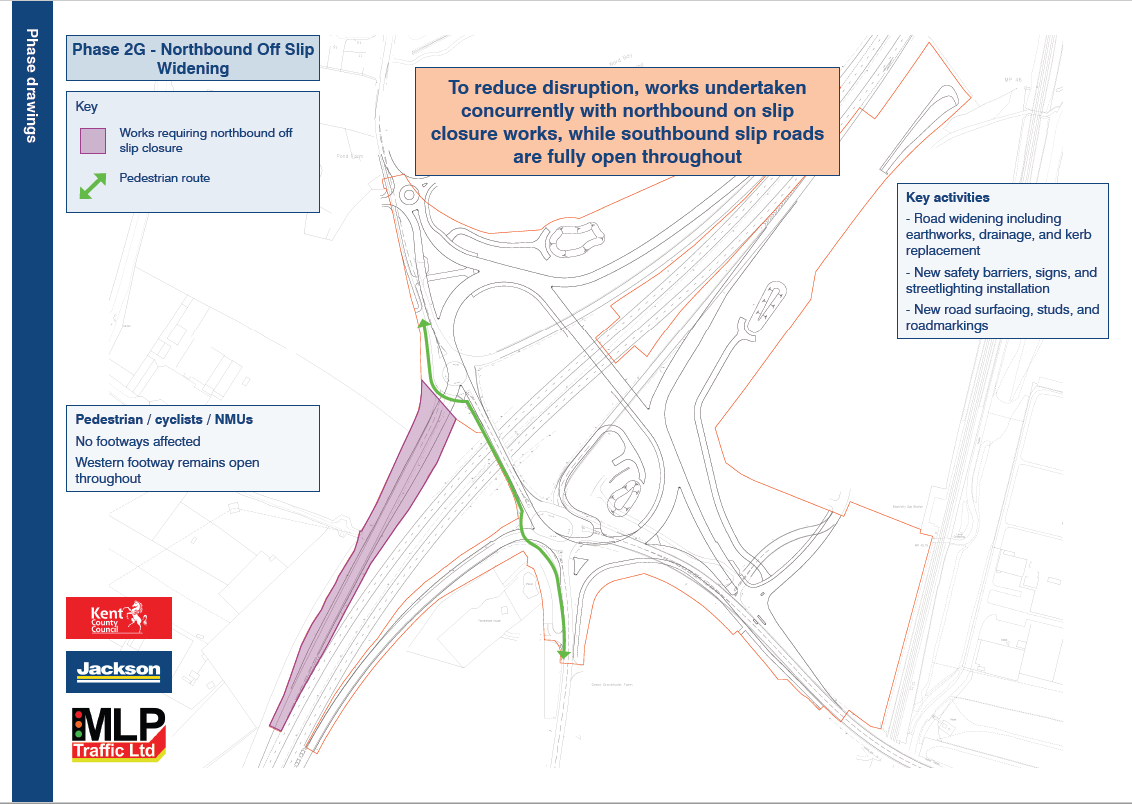 Phase drawings
Phase 2G - Northbound Off Slip
Widening
Key
Works requiring northbound off
slip closure
Pedestrian route
To reduce disruption, works undertaken
concurrently with northbound on slip
closure works, while southbound slip roads
are fully open throughout
Key activities
- Road widening including
earthworks, drainage, and kerb
replacement
- New safety barriers, signs, and
streetlighting installation
- New road surfacing, studs, and
roadmarkings
Pedestrian / cyclists / NMUs
No footways affected
Western footway remains open
throughout
Kent
County
Council
Jackson
MLP
Traffic Ltd